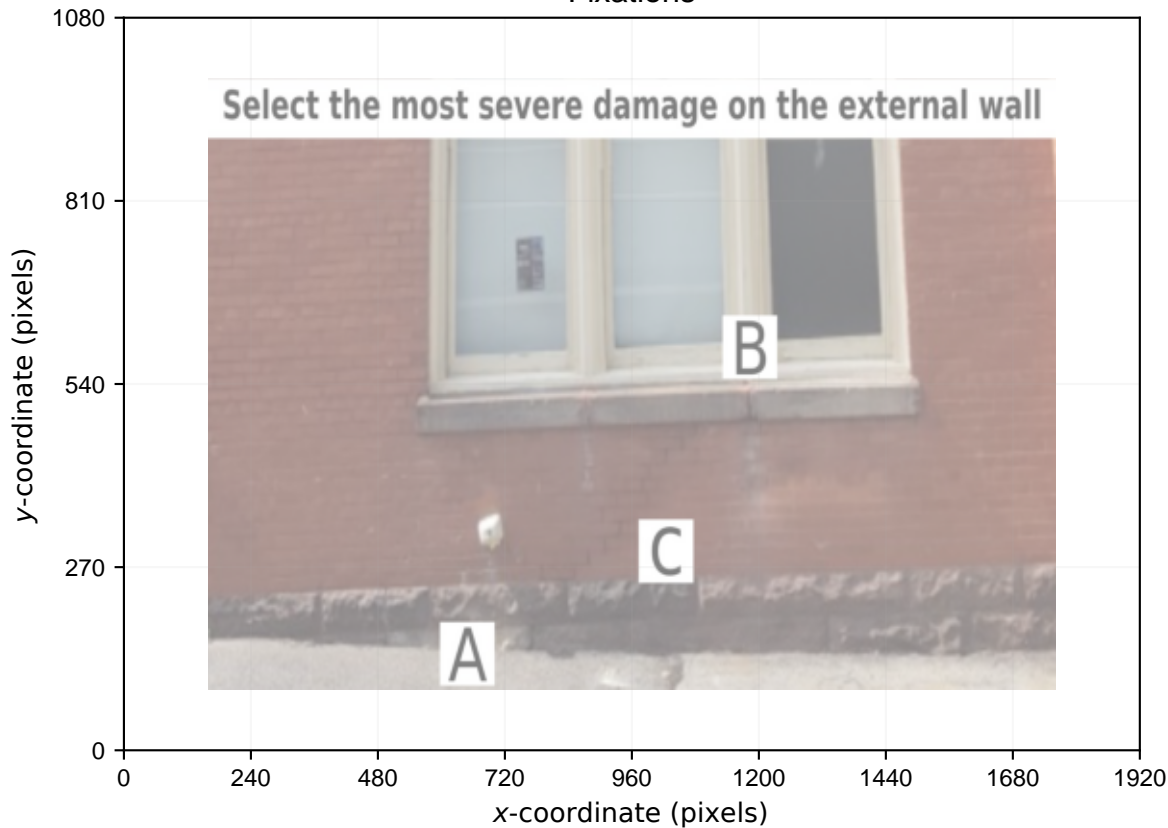 1080
Select the most severe damage on the external wall
810
B
540
C
270
A
0
0 240 480 720 960 1200 1440 1680 1920
x-coordinate (pixels)
y-coordinate (pixels)